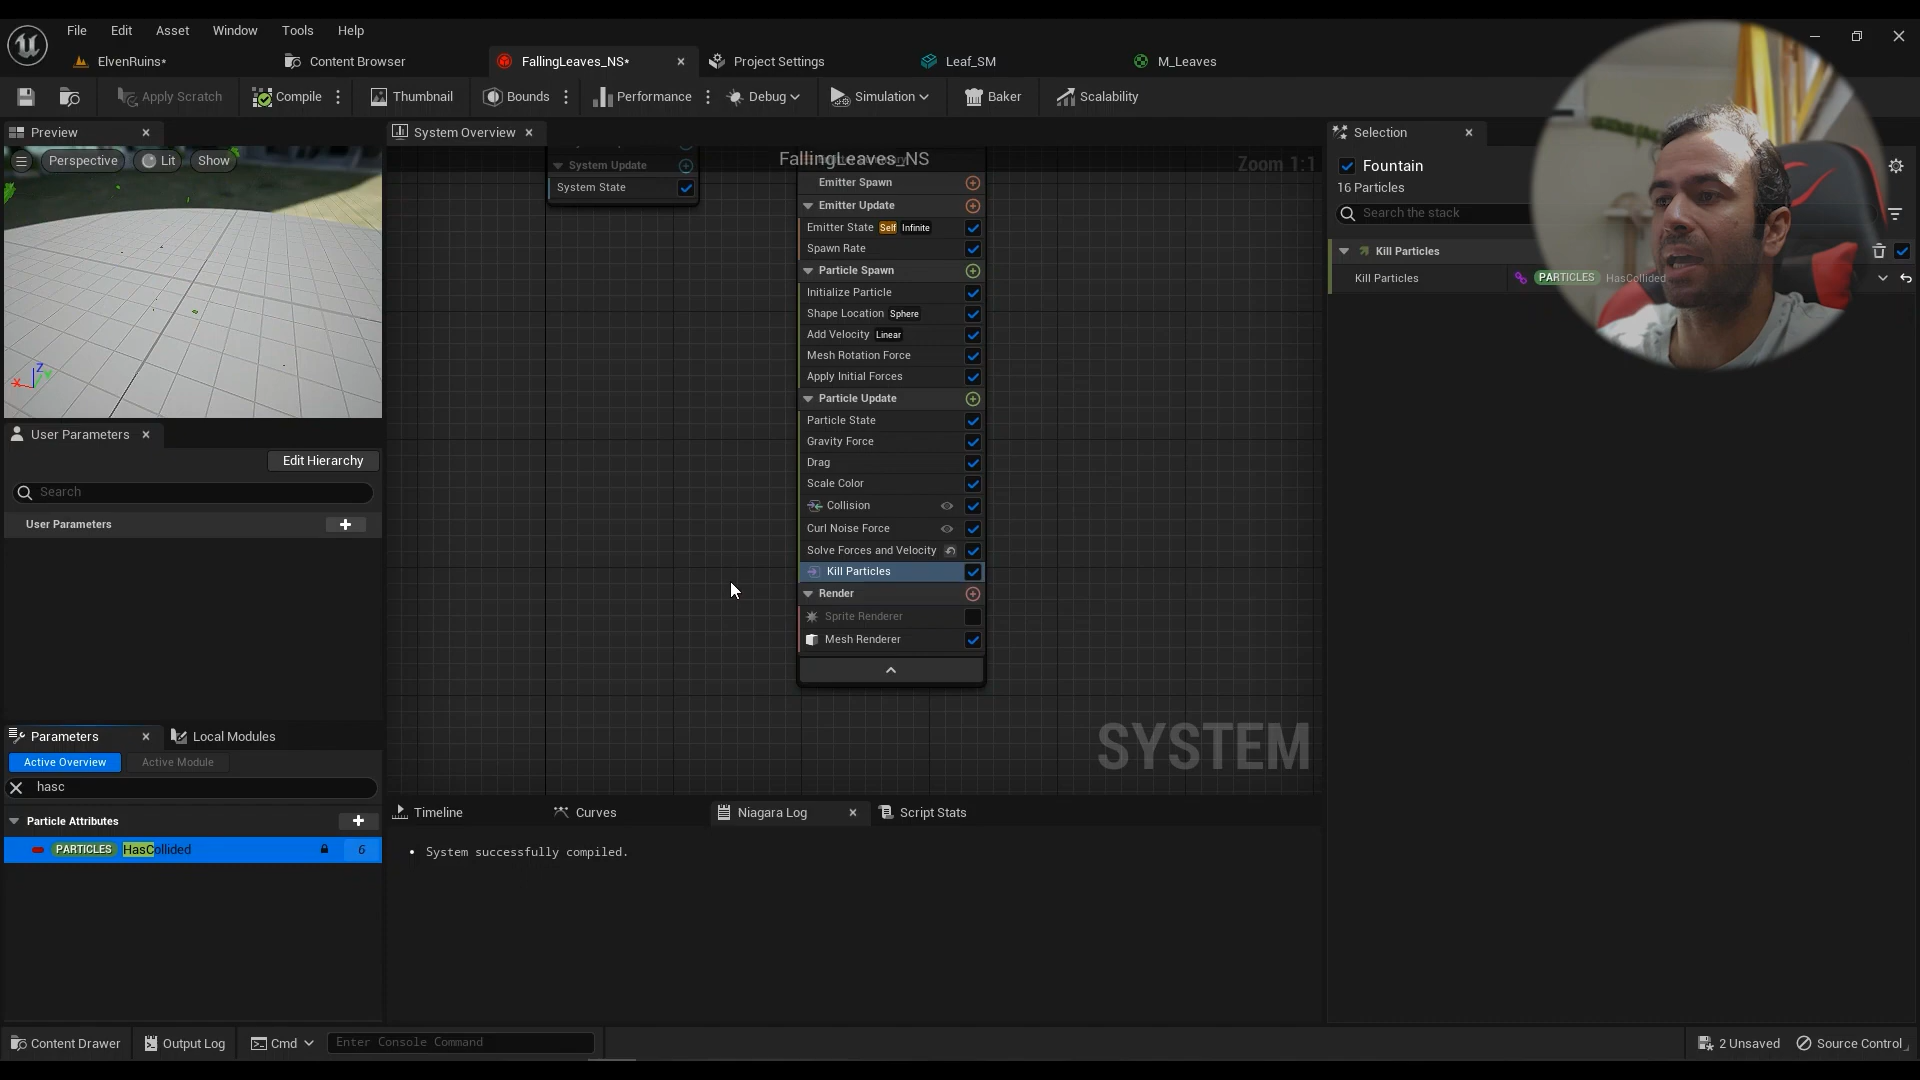 File Edit Asset Window Tools Help
ElvenRuins* Content Browser FallingLeaves_NS* Project Settings Leaf_SM M_Leaves
Apply Scratch Compile Thumbnail Bounds Performance Debug Simulation Baker Scalability
Preview System Overview Selection
Perspective Lit Show
FallingLeaves_NS
Zoom 1:1
System Update
System State
Fountain
16 Particles
Search the stack
Kill Particles
Kill Particles PARTICLES HasCollided
Emitter Spawn
Emitter Update
Emitter State Self Infinite
Spawn Rate
Particle Spawn
Initialize Particle
Shape Location Sphere
Add Velocity Linear
Mesh Rotation Force
Apply Initial Forces
Particle Update
Particle State
Gravity Force
Drag
Scale Color
Collision
Curl Noise Force
Solve Forces and Velocity
Kill Particles
Render
Sprite Renderer
Mesh Renderer
SYSTEM
X Y Z
User Parameters
Edit Hierarchy
Search
User Parameters
Parameters Local Modules
Active Overview Active Module
hasc
Particle Attributes
PARTICLES HasCollided 6
Timeline Curves Niagara Log Script Stats
• System successfully compiled.
Content Drawer Output Log Cmd Enter Console Command 2 Unsaved Source Control